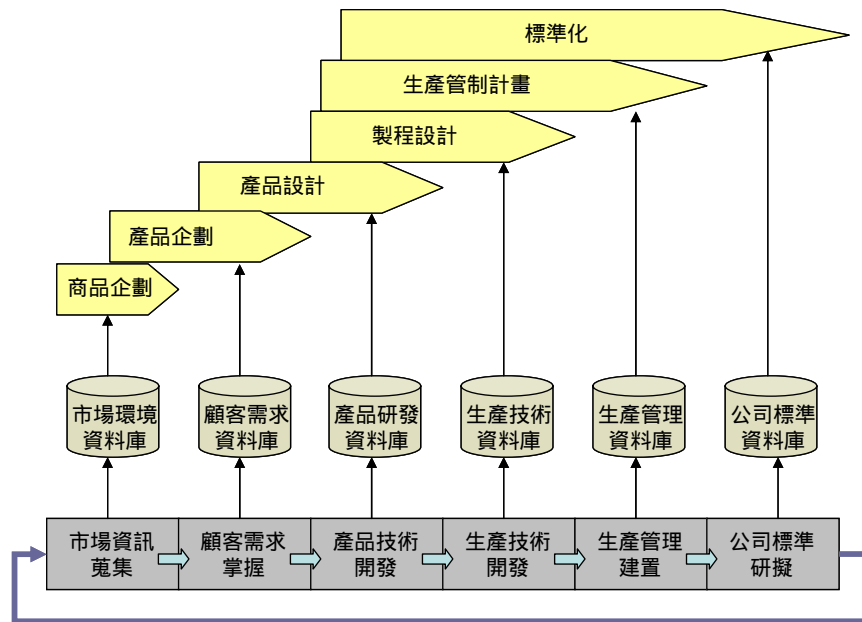 標準化
生產管制計畫
製程設計
產品設計
產品企劃
商品企劃
市場環境
資料庫
顧客需求
資料庫
產品研發
資料庫
生產技術
資料庫
生產管理
資料庫
公司標準
資料庫
市場資訊
蒐集
顧客需求
掌握
產品技術
開發
生產技術
開發
生產管理
建置
公司標準
研擬